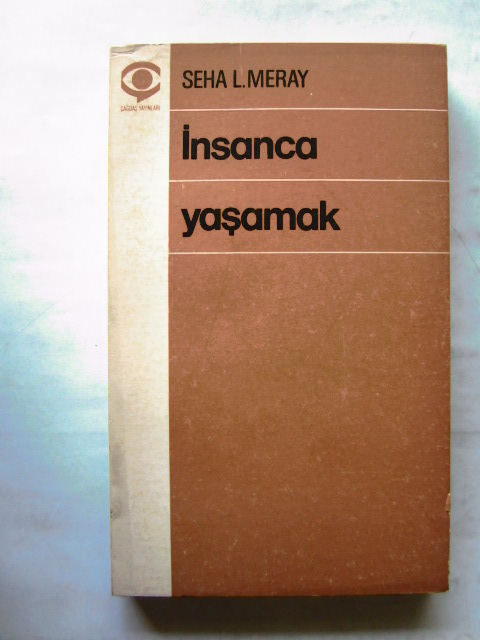 SEHA L. MERAY
İnsanca
yaşamak
ÇAĞDAŞ YAYINLARI